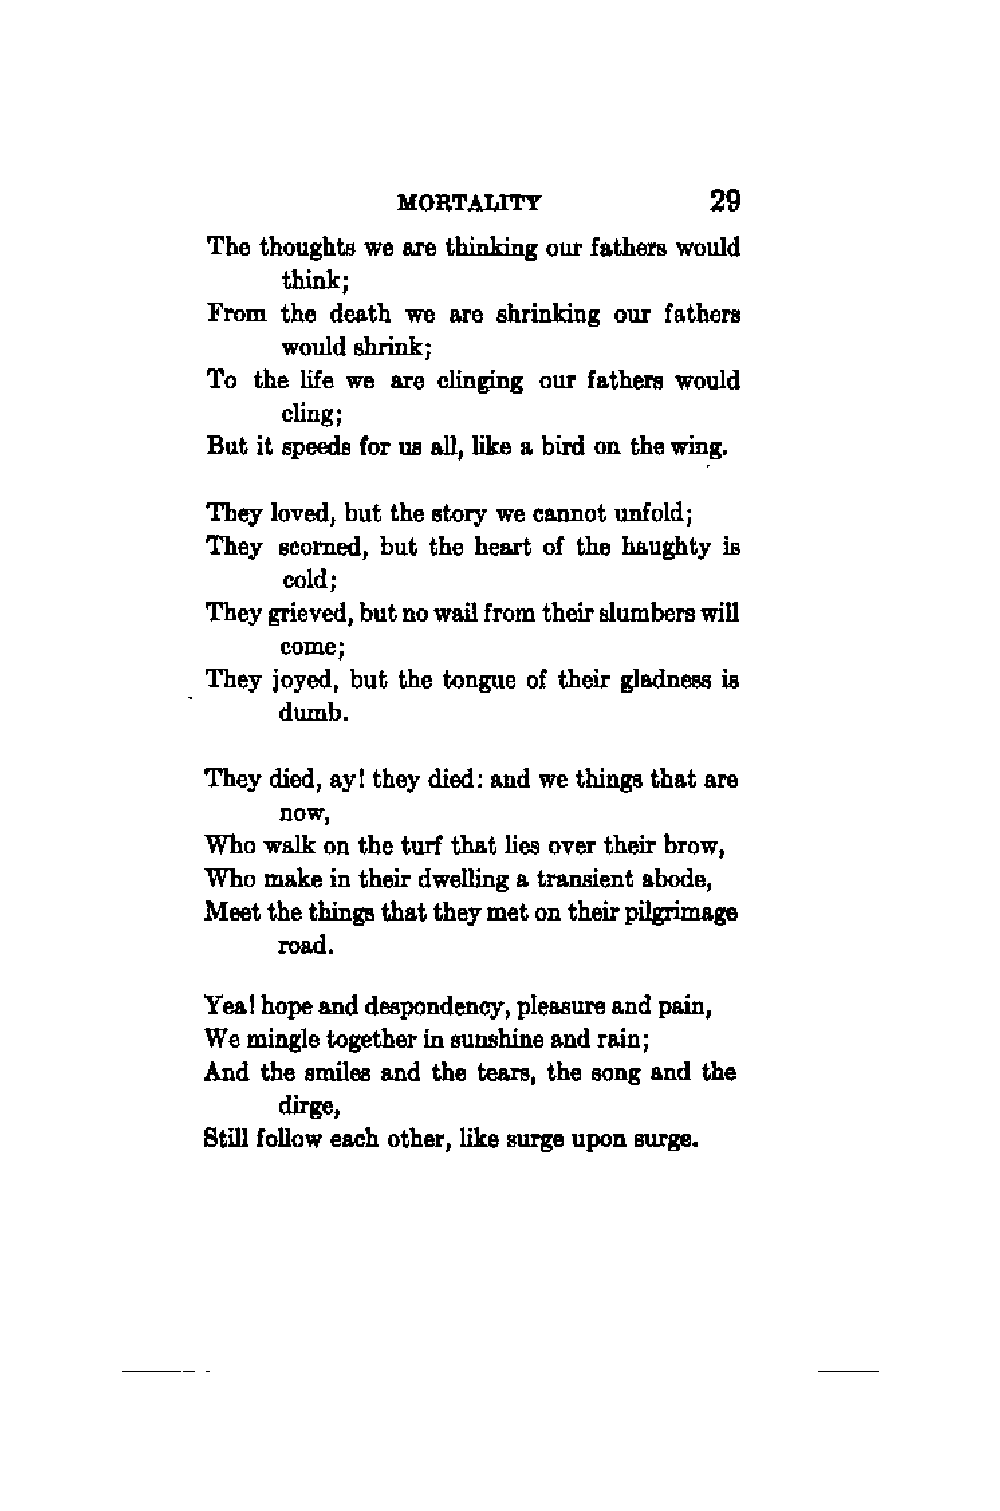 MORTALITY 29
The thoughts we are thinking our fathers would
think;
From the death we are shrinking our fathers
would shrink;
To the life we are clinging our fathers would
cling;
But it speeds for us all, like a bird on the wing.
They loved, but the story we cannot unfold;
They scorned, but the heart of the haughty is
cold;
They grieved, but no wail from their slumbers will
come;
They joyed, but the tongue of their gladness is
dumb.
They died, ay! they died: and we things that are
now,
Who walk on the turf that lies over their brow,
Who make in their dwelling a transient abode,
Meet the things that they met on their pilgrimage
road.
Yea! hope and despondency, pleasure and pain,
We mingle together in sunshine and rain;
And the smiles and the tears, the song and the
dirge,
Still follow each other, like surge upon surge.